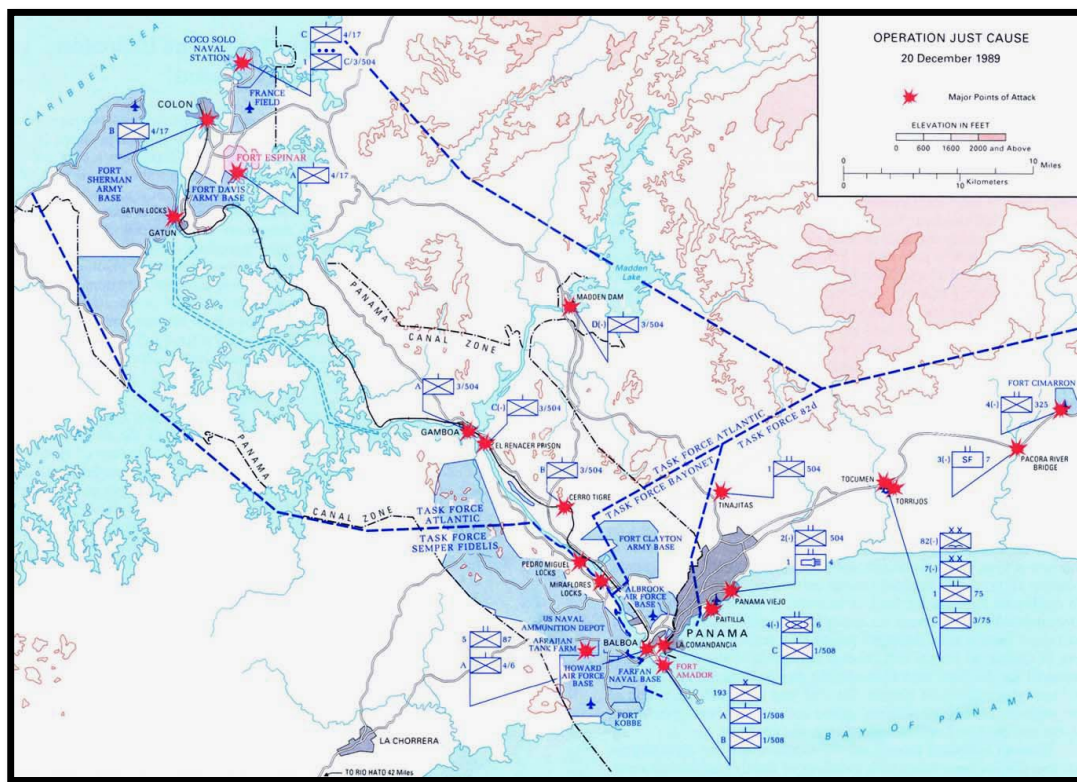 OPERATION JUST CAUSE
20 December 1989
Major Points of Attack
ELEVATION IN FEET
0 600 1600 2000 and Above
0 10
Miles
0 10
Kilometers
CARIBBEAN SEA
COCO SOLO
NAVAL
STATION
C 4/17
1 C/3/504
COLON
FRANCE
FIELD
B 4/17
FORT ESPINAR
A 4/17
FORT
SHERMAN
ARMY
BASE
FORT DAVIS
ARMY BASE
GATUN LOCKS
GATUN
PANAMA
CANAL ZONE
Madden
Lake
MADDEN DAM
D(-) 3/504
A 3/504
C(-) 3/504
GAMBOA
EL RENACER PRISON
B 3/504
CERRO TIGRE
TASK FORCE ATLANTIC
TASK FORCE 82d
TASK FORCE BAYONET
FORT CIMARRON
4(-) 325
3(-) SF 7
PACORA RIVER
BRIDGE
TOCUMEN
TORRIJOS
1 504
TINAJITAS
PANAMA
CANAL ZONE
TASK FORCE
ATLANTIC
TASK FORCE
SEMPER FIDELIS
FORT CLAYTON
ARMY BASE
2(-) 504
1 4
PEDRO MIGUEL
LOCKS
MIRAFLORES
LOCKS
ALBROOK
AIR FORCE
BASE
PANAMA VIEJO
PAITILLA
82(-)
7(-)
1 75
C 3/75
US NAVAL
AMMUNITION DEPOT
ARRAIJAN
TANK FARM
BALBOA
PANAMA
LA COMANDANCIA
4(-) 6
C 1/508
5 87
A 4/6
HOWARD
AIR FORCE
BASE
FARFAN
NAVAL BASE
FORT
AMADOR
FORT
KOBBE
193
A 1/508
B 1/508
BAY OF PANAMA
LA CHORRERA
TO RIO HATO 42 Miles